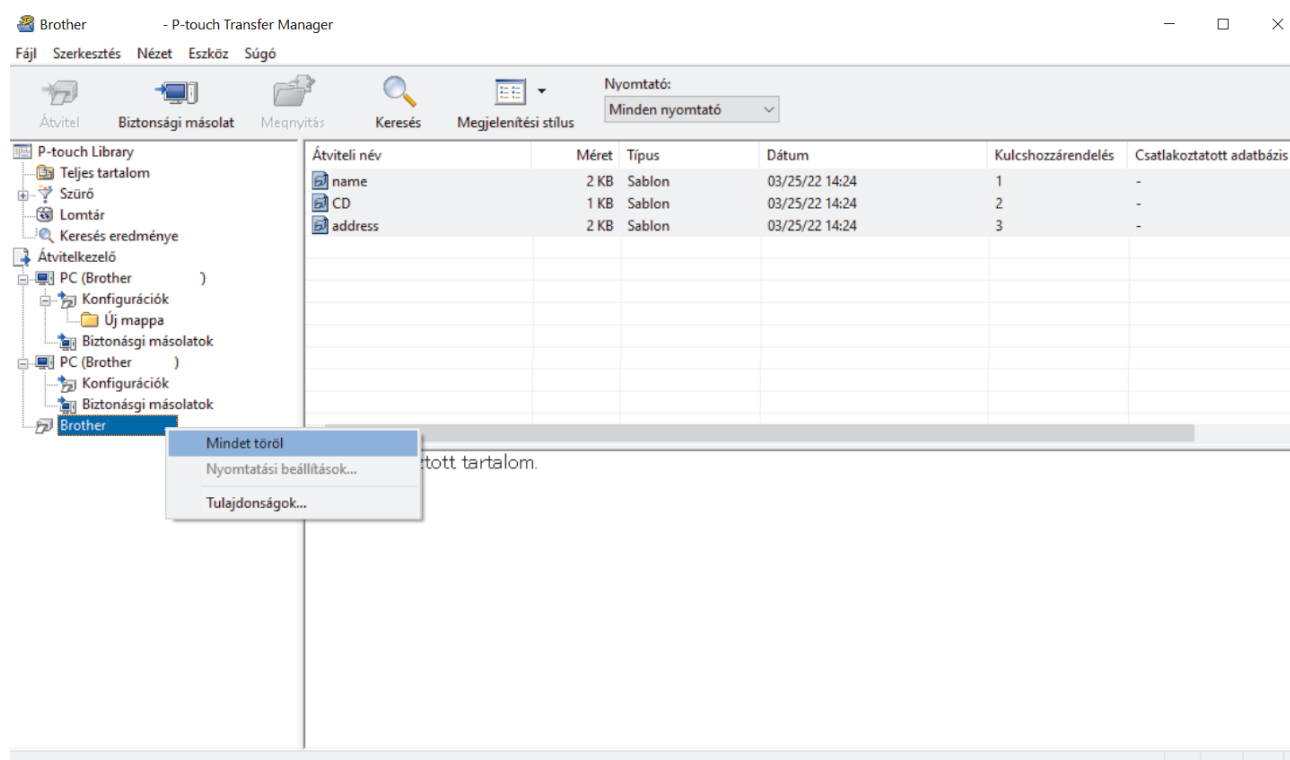 Brother - P-touch Transfer Manager
Fájl Szerkesztés Nézet Eszköz Súgó
Átvitel Biztonsági másolat Megnyitás Keresés Megjelenítési stílus
Nyomtató:
Minden nyomtató
P-touch Library
Teljes tartalom
Szűrő
Lomtár
Keresés eredménye
Átvitelkezelő
PC (Brother )
Konfigurációk
Új mappa
Biztonásgi másolatok
PC (Brother )
Konfigurációk
Biztonásgi másolatok
Brother
Átviteli név Méret Típus Dátum Kulcshozzárendelés Csatlakoztatott adatbázis
name 2 KB Sablon 03/25/22 14:24 1 -
CD 1 KB Sablon 03/25/22 14:24 2 -
address 2 KB Sablon 03/25/22 14:24 3 -
Mindet töröl
Nyomtatási beállítások...
Tulajdonságok...
tartalom.